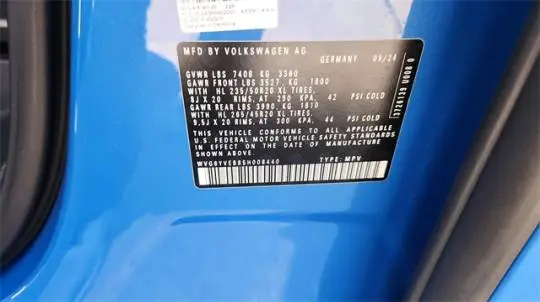 MFD BY VOLKSWAGEN AG GERMANY 09/24
GVWR LBS 7408 KG 3360
GAWR FRONT LBS 3527, KG 1600
WITH HL 235/50R20 XL TIRES,
8J X 20 RIMS, AT 290 KPA, 42 PSI COLD
GAWR REAR LBS 3990, KG 1810
WITH HL 265/45R20 XL TIRES,
9.5J X 20 RIMS, AT 300 KPA, 44 PSI COLD
THIS VEHICLE CONFORMS TO ALL APPLICABLE
U.S. FEDERAL MOTOR VEHICLE SAFETY STANDARDS
IN EFFECT ON THE DATE OF MANUFACTURE
SHOWN ABOVE.
TYPE: MPV
3726139 U008 0